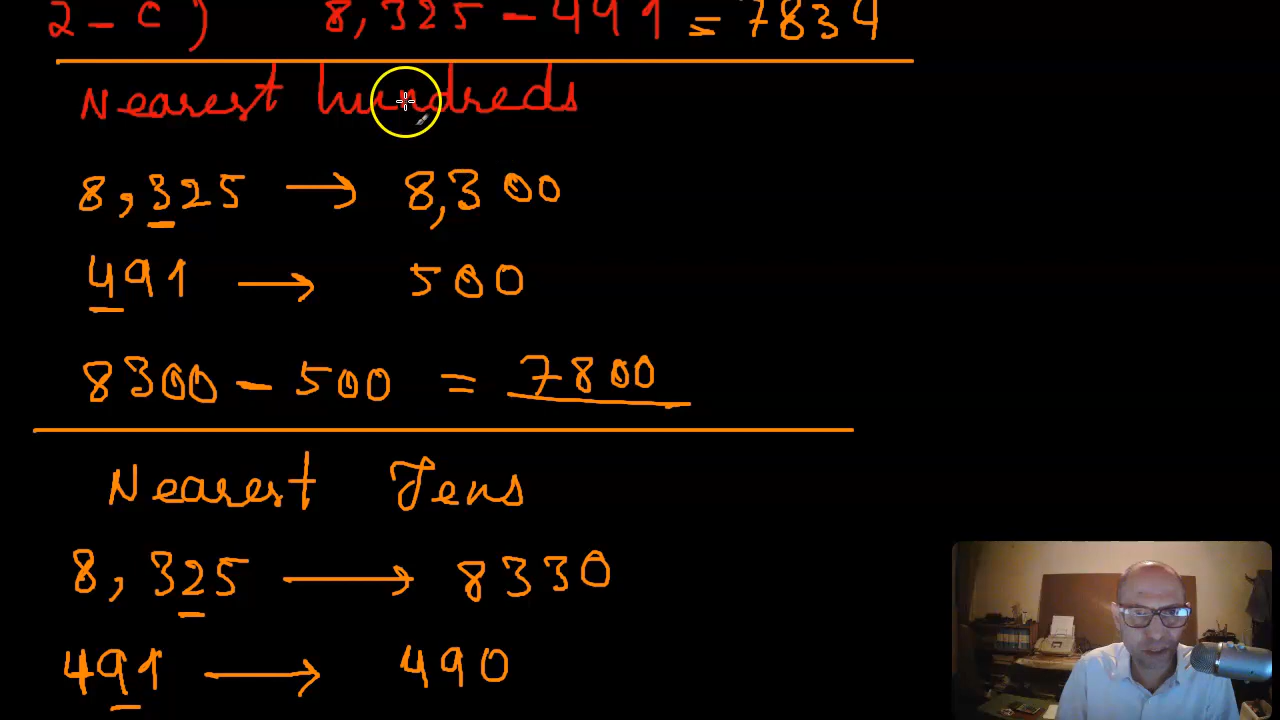 2-c) 8,325 - 491 = 7834
Nearest hundreds
8,325 → 8,300
491 → 500
8300 - 500 = 7800
Nearest Tens
8,325 → 8330
491 → 490